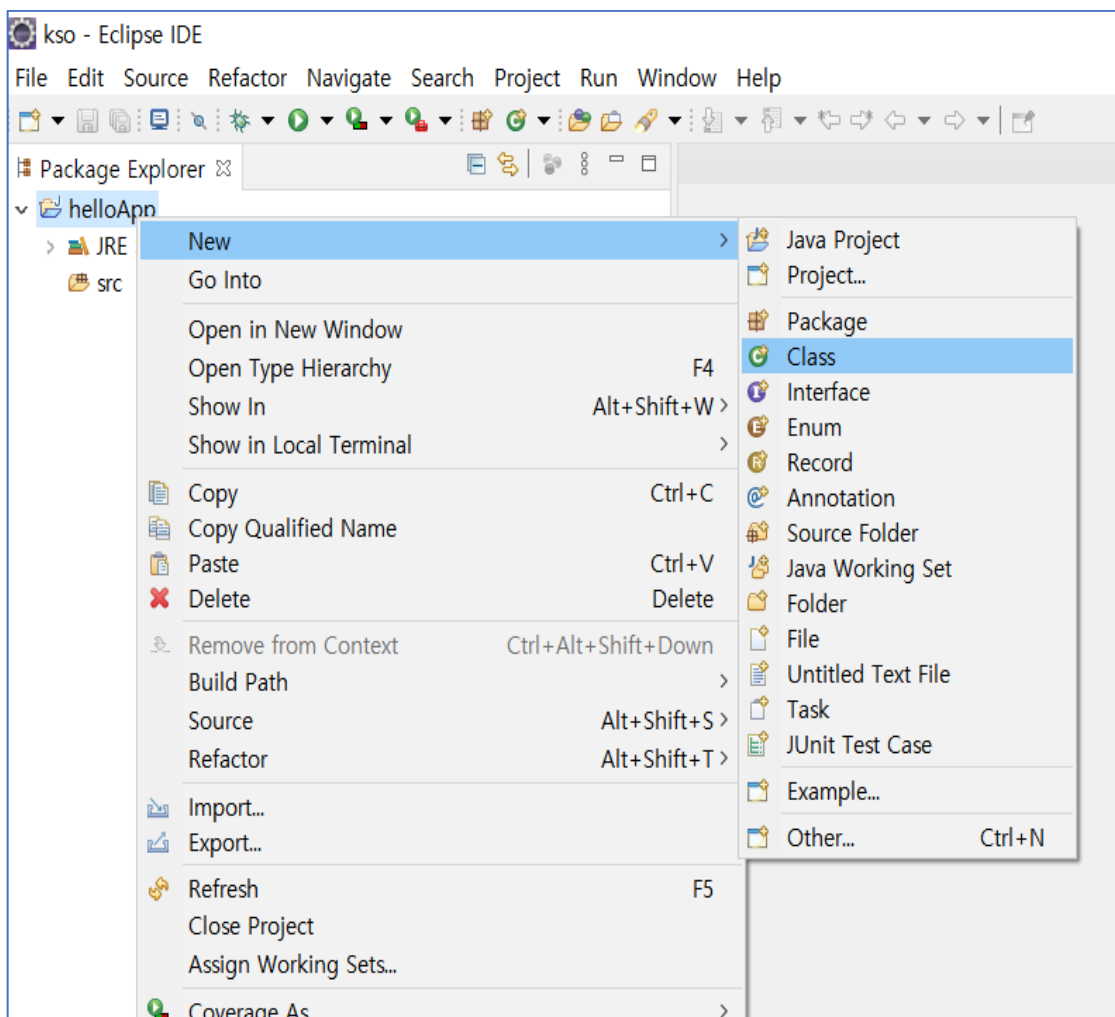 kso - Eclipse IDE
File Edit Source Refactor Navigate Search Project Run Window Help
Package Explorer
helloApp
JRE
src
New
Go Into
Open in New Window
Open Type Hierarchy F4
Show In Alt+Shift+W >
Show in Local Terminal >
Copy Ctrl+C
Copy Qualified Name
Paste Ctrl+V
Delete Delete
Remove from Context Ctrl+Alt+Shift+Down
Build Path >
Source Alt+Shift+S >
Refactor Alt+Shift+T >
Import...
Export...
Refresh F5
Close Project
Assign Working Sets...
Coverage As >
Java Project
Project...
Package
Class
Interface
Enum
Record
Annotation
Source Folder
Java Working Set
Folder
File
Untitled Text File
Task
JUnit Test Case
Example...
Other... Ctrl+N